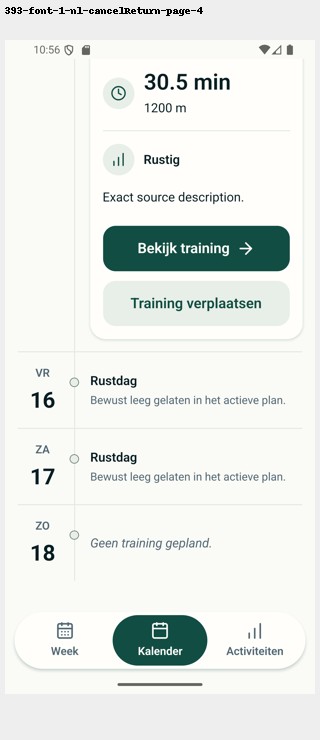 393-font-1-nl-cancelReturn-page-4
10:56
30.5 min
1200 m
Rustig
Exact source description.
Bekijk training
Training verplaatsen
VR
16
Rustdag
Bewust leeg gelaten in het actieve plan.
ZA
17
Rustdag
Bewust leeg gelaten in het actieve plan.
ZO
18
Geen training gepland.
Week
Kalender
Activiteiten